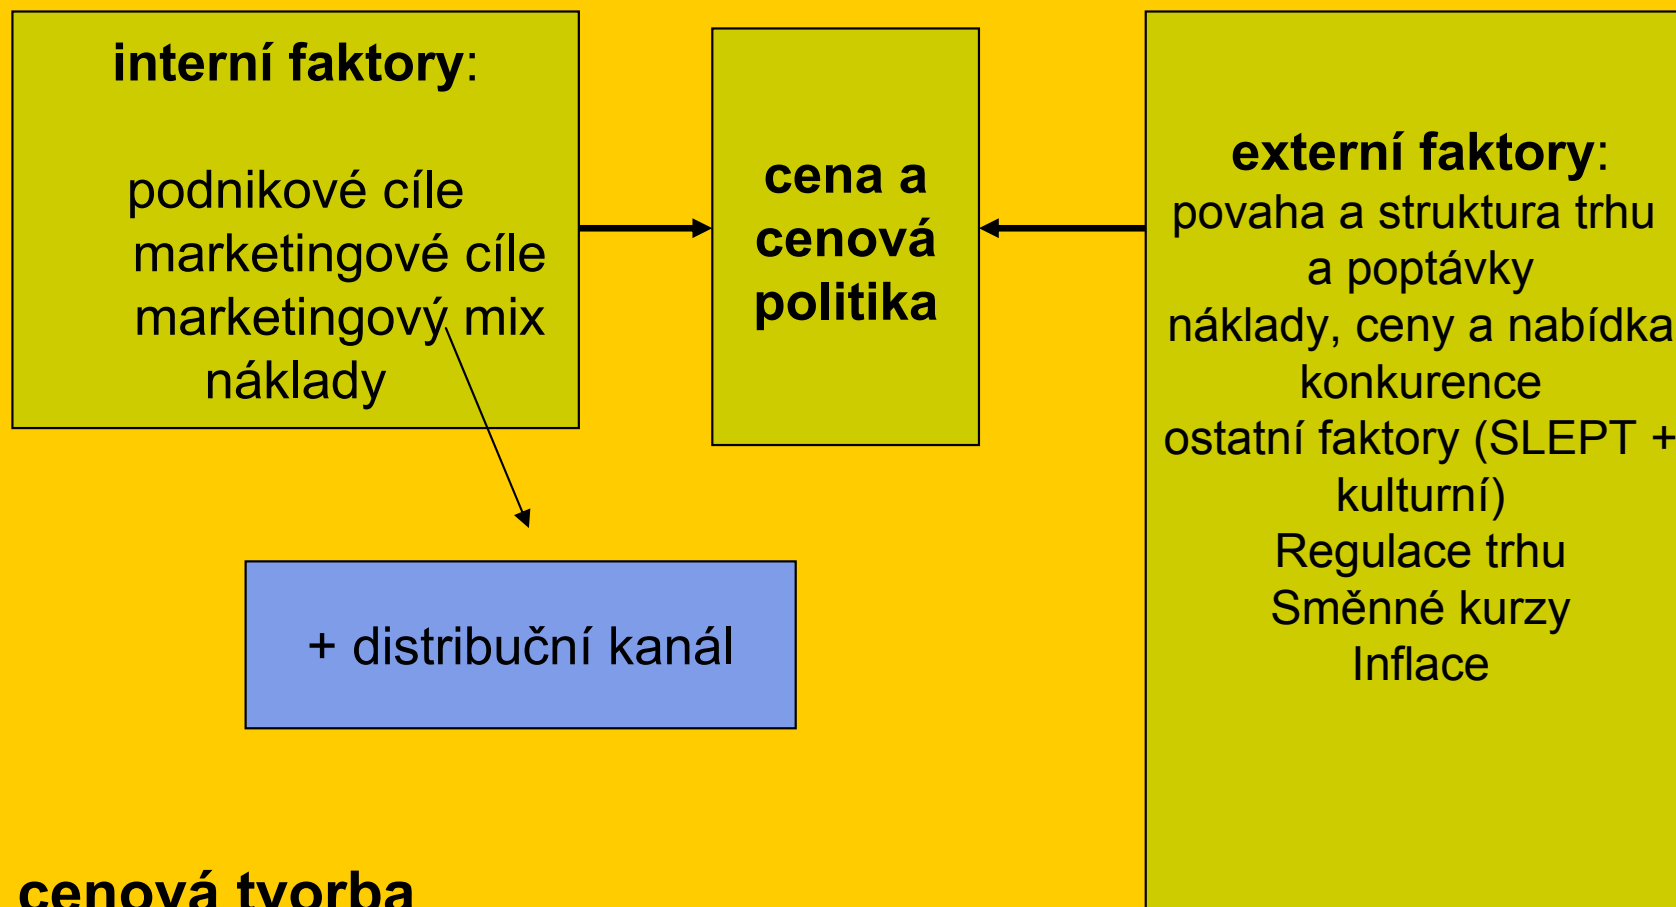 interní faktory:
podnikové cíle
marketingové cíle
marketingový mix
náklady
cena a
cenová
politika
externí faktory:
povaha a struktura trhu
a poptávky
náklady, ceny a nabídka
konkurence
ostatní faktory (SLEPT +
kulturní)
Regulace trhu
Směnné kurzy
Inflace
+ distribuční kanál
cenová tvorba